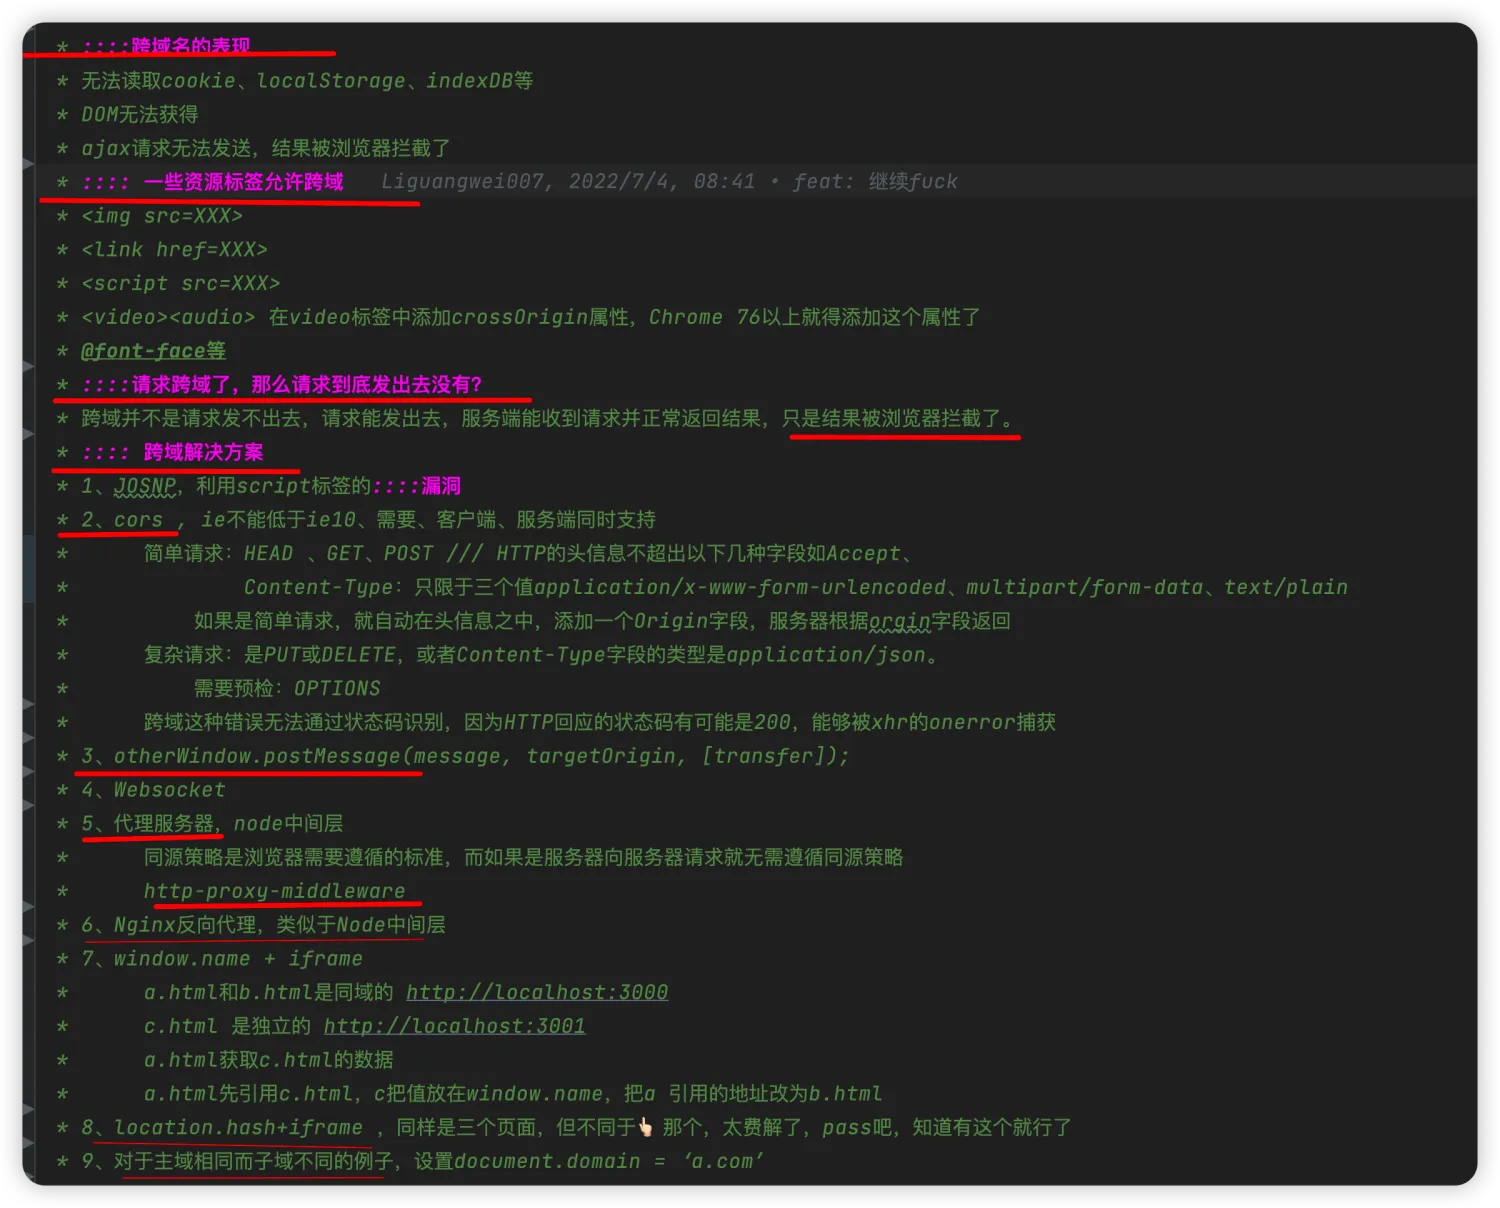 * ::::跨域名的表现
* 无法读取cookie、localStorage、indexDB等
* DOM无法获得
* ajax请求无法发送，结果被浏览器拦截了
* :::: 一些资源标签允许跨域 Liguangwei007, 2022/7/4, 08:41 • feat: 继续fuck
* <img src=XXX>
* <link href=XXX>
* <script src=XXX>
* <video><audio> 在video标签中添加crossOrigin属性，Chrome 76以上就得添加这个属性了
* @font-face等
* ::::请求跨域了，那么请求到底发出去没有？
* 跨域并不是请求发不出去，请求能发出去，服务端能收到请求并正常返回结果，只是结果被浏览器拦截了。
* :::: 跨域解决方案
* 1、JOSNP，利用script标签的::::漏洞
* 2、cors ，ie不能低于ie10、需要、客户端、服务端同时支持
* 简单请求：HEAD 、GET、POST /// HTTP的头信息不超出以下几种字段如Accept、
* Content-Type：只限于三个值application/x-www-form-urlencoded、multipart/form-data、text/plain
* 如果是简单请求，就自动在头信息之中，添加一个Origin字段，服务器根据orgin字段返回
* 复杂请求：是PUT或DELETE，或者Content-Type字段的类型是application/json。
* 需要预检：OPTIONS
* 跨域这种错误无法通过状态码识别，因为HTTP回应的状态码有可能是200，能够被xhr的onerror捕获
* 3、otherWindow.postMessage(message, targetOrigin, [transfer]);
* 4、Websocket
* 5、代理服务器，node中间层
* 同源策略是浏览器需要遵循的标准，而如果是服务器向服务器请求就无需遵循同源策略
* http-proxy-middleware
* 6、Nginx反向代理，类似于Node中间层
* 7、window.name + iframe
* a.html和b.html是同域的 http://localhost:3000
* c.html 是独立的 http://localhost:3001
* a.html获取c.html的数据
* a.html先引用c.html，c把值放在window.name，把a 引用的地址改为b.html
* 8、location.hash+iframe ，同样是三个页面，但不同于👆🏻 那个，太费解了，pass吧，知道有这个就行了
* 9、对于主域相同而子域不同的例子，设置document.domain = ‘a.com’